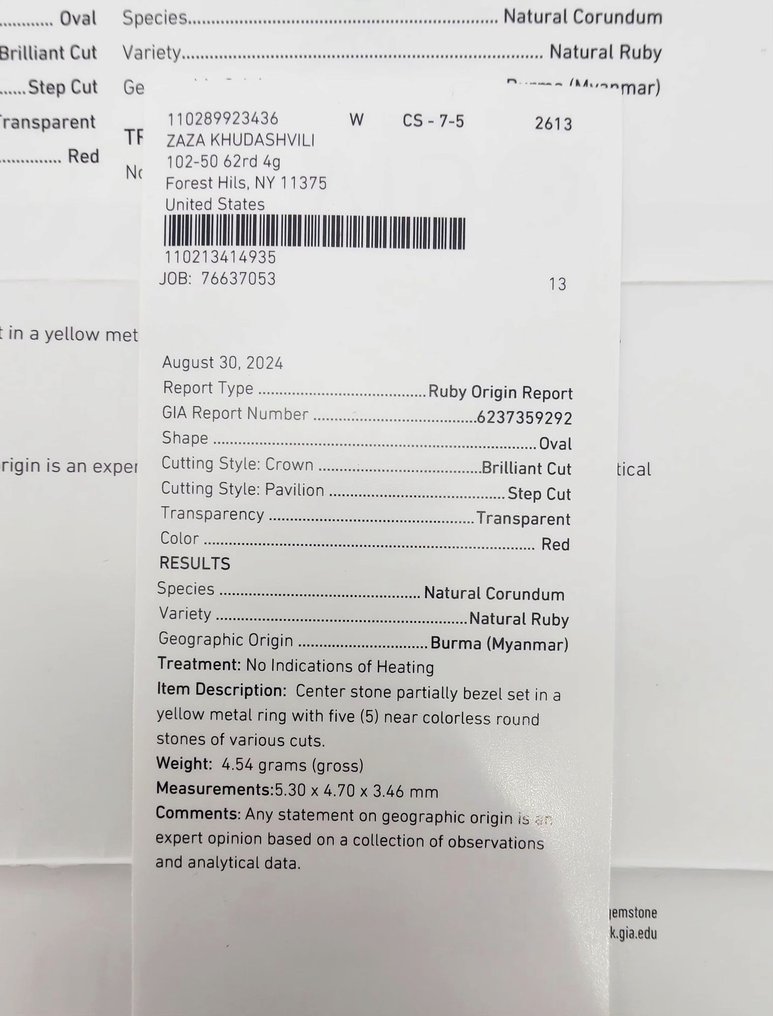 Oval Species Natural Corundum
Brilliant Cut Variety Natural Ruby
Step Cut Ge (Myanmar)
Transparent
Red
110289923436 W CS - 7-5 2613
ZAZA KHUDASHVILI
102-50 62rd 4g
Forest Hils, NY 11375
United States
110213414935
JOB: 76637053 13
in a yellow met
August 30, 2024
Report Type Ruby Origin Report
GIA Report Number 6237359292
Shape Oval
rigin is an exper tical
Cutting Style: Crown Brilliant Cut
Cutting Style: Pavilion Step Cut
Transparency Transparent
Color Red
RESULTS
Species Natural Corundum
Variety Natural Ruby
Geographic Origin Burma (Myanmar)
Treatment: No Indications of Heating
Item Description: Center stone partially bezel set in a
yellow metal ring with five (5) near colorless round
stones of various cuts.
Weight: 4.54 grams (gross)
Measurements:5.30 x 4.70 x 3.46 mm
Comments: Any statement on geographic origin is an
expert opinion based on a collection of observations
and analytical data.
gemstone
k.gia.edu